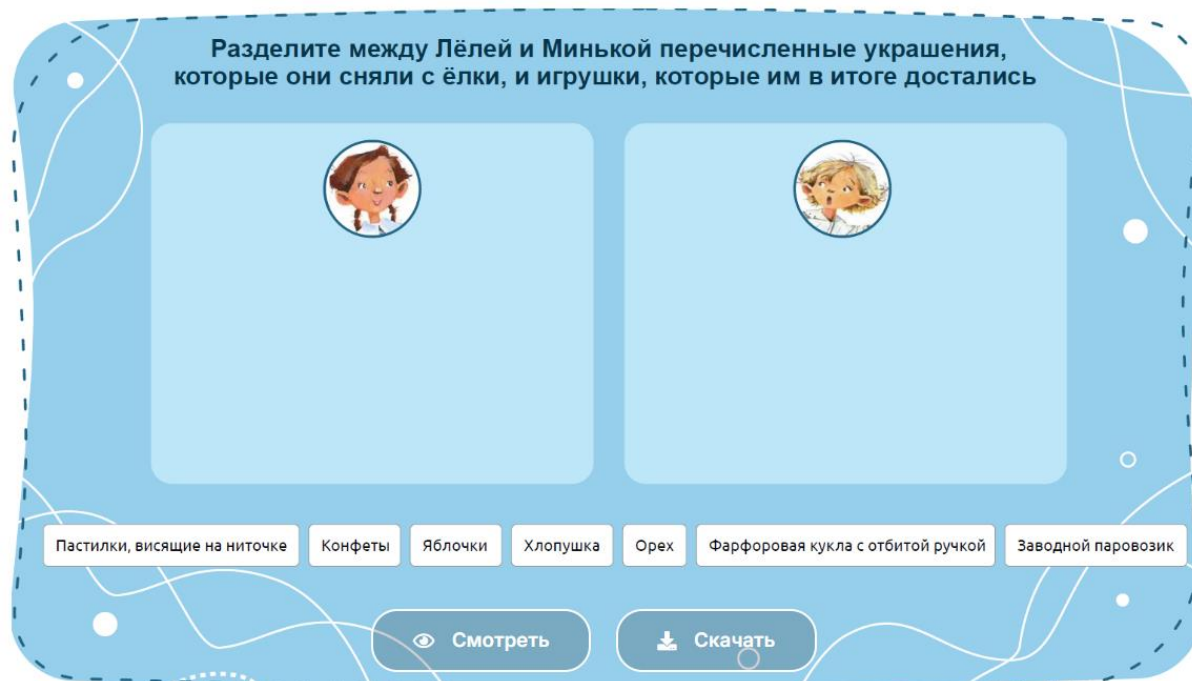 Разделите между Лёлей и Минькой перечисленные украшения,
которые они сняли с ёлки, и игрушки, которые им в итоге достались
Пастилки, висящие на ниточке
Конфеты
Яблочки
Хлопушка
Орех
Фарфоровая кукла с отбитой ручкой
Заводной паровозик
Смотреть
Скачать